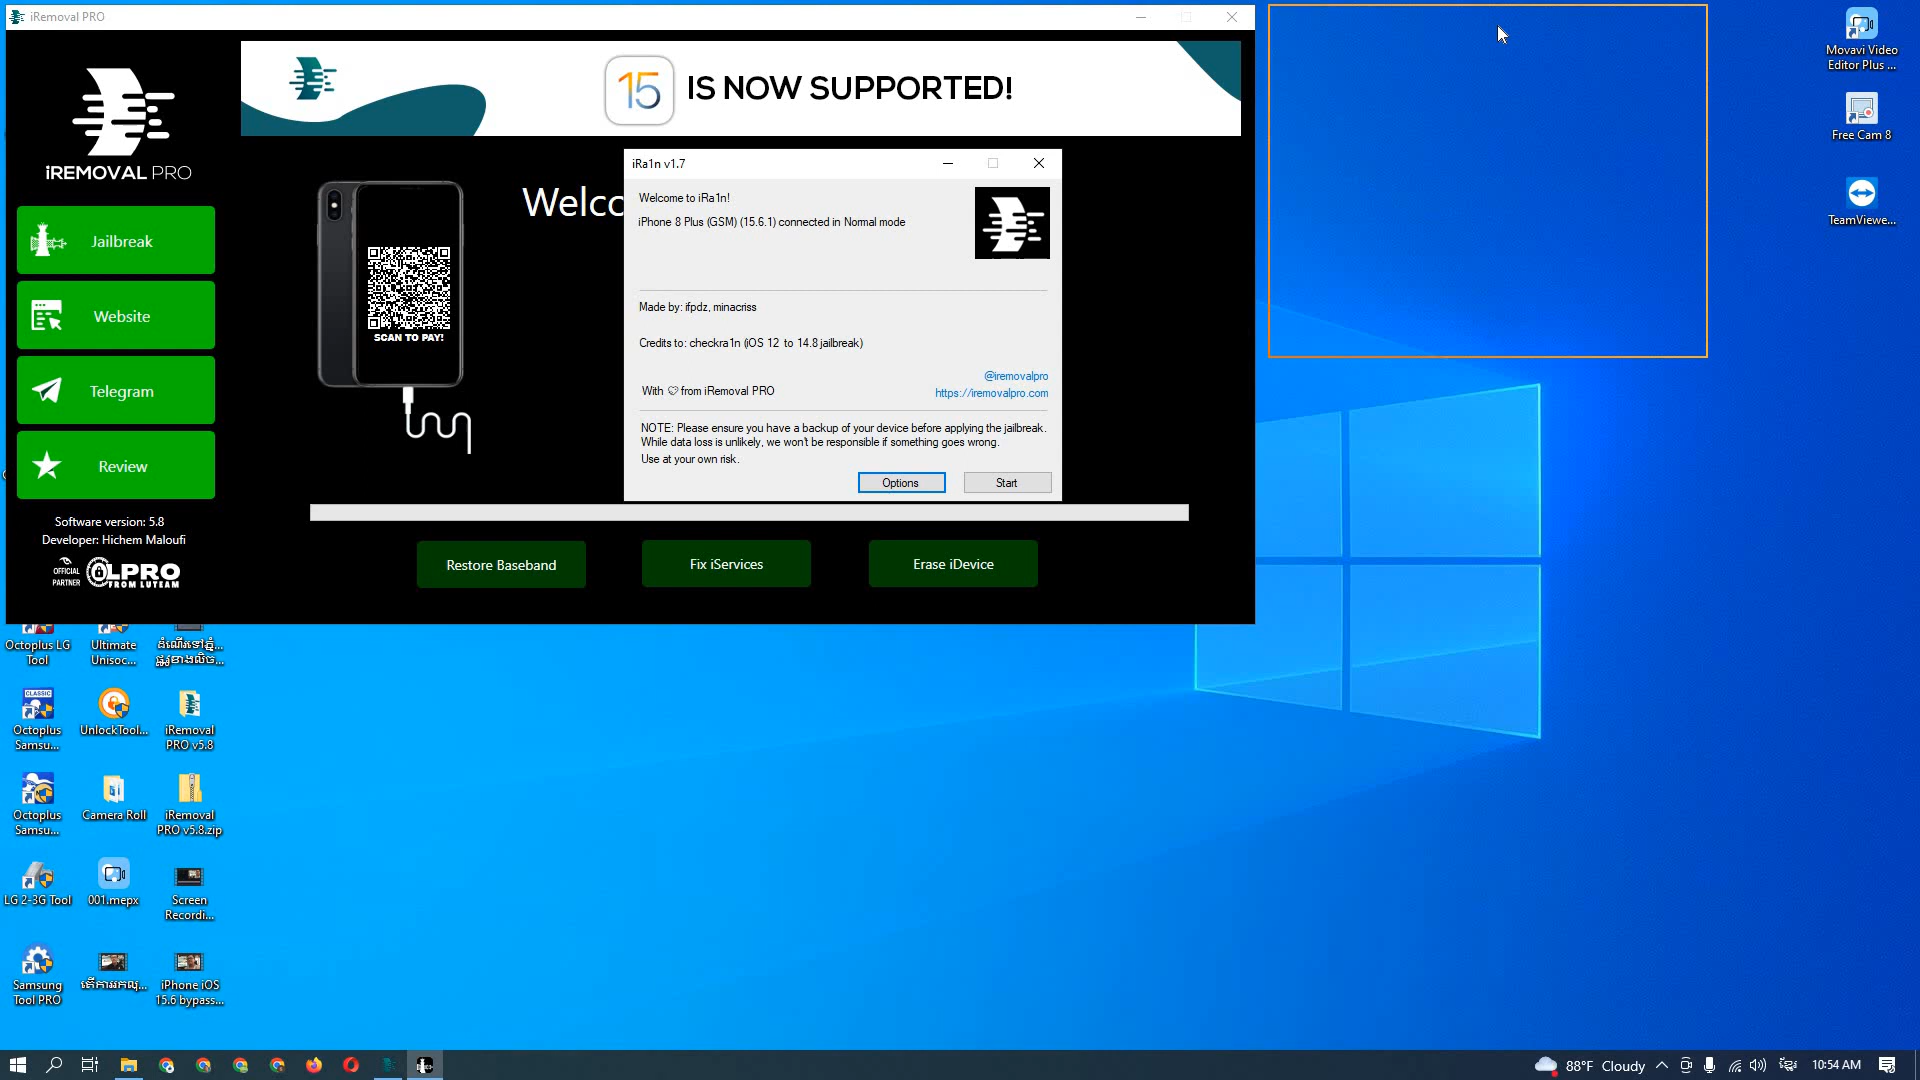 iRemoval PRO
iREMOVAL PRO
15 IS NOW SUPPORTED!
Jailbreak
Website
Telegram
Review
Software version: 5.8
Developer: Hichem Maloufi
OFFICIAL
PARTNER
LPRO
FROM LUTEAM
SCAN TO PAY!
Welco
iRa1n v1.7
Welcome to iRa1n!
iPhone 8 Plus (GSM) (15.6.1) connected in Normal mode
Made by: ifpdz, minacriss
Credits to: checkra1n (iOS 12 to 14.8 jailbreak)
@iremovalpro
With ♡ from iRemoval PRO
https://iremovalpro.com
NOTE: Please ensure you have a backup of your device before applying the jailbreak.
While data loss is unlikely, we won't be responsible if something goes wrong.
Use at your own risk.
Options
Start
Restore Baseband
Fix iServices
Erase iDevice
Movavi Video
Editor Plus ...
Free Cam 8
TeamViewe...
Octoplus LG
Tool
Ultimate
Unisoc...
CLASSIC
Octoplus
Samsu...
UnlockTool...
iRemoval
PRO v5.8
Octoplus
Samsu...
Camera Roll
iRemoval
PRO v5.8.zip
LG 2-3G Tool
001.mepx
Screen
Recordi...
Samsung
Tool PRO
iPhone iOS
15.6 bypass...
88°F Cloudy
10:54 AM